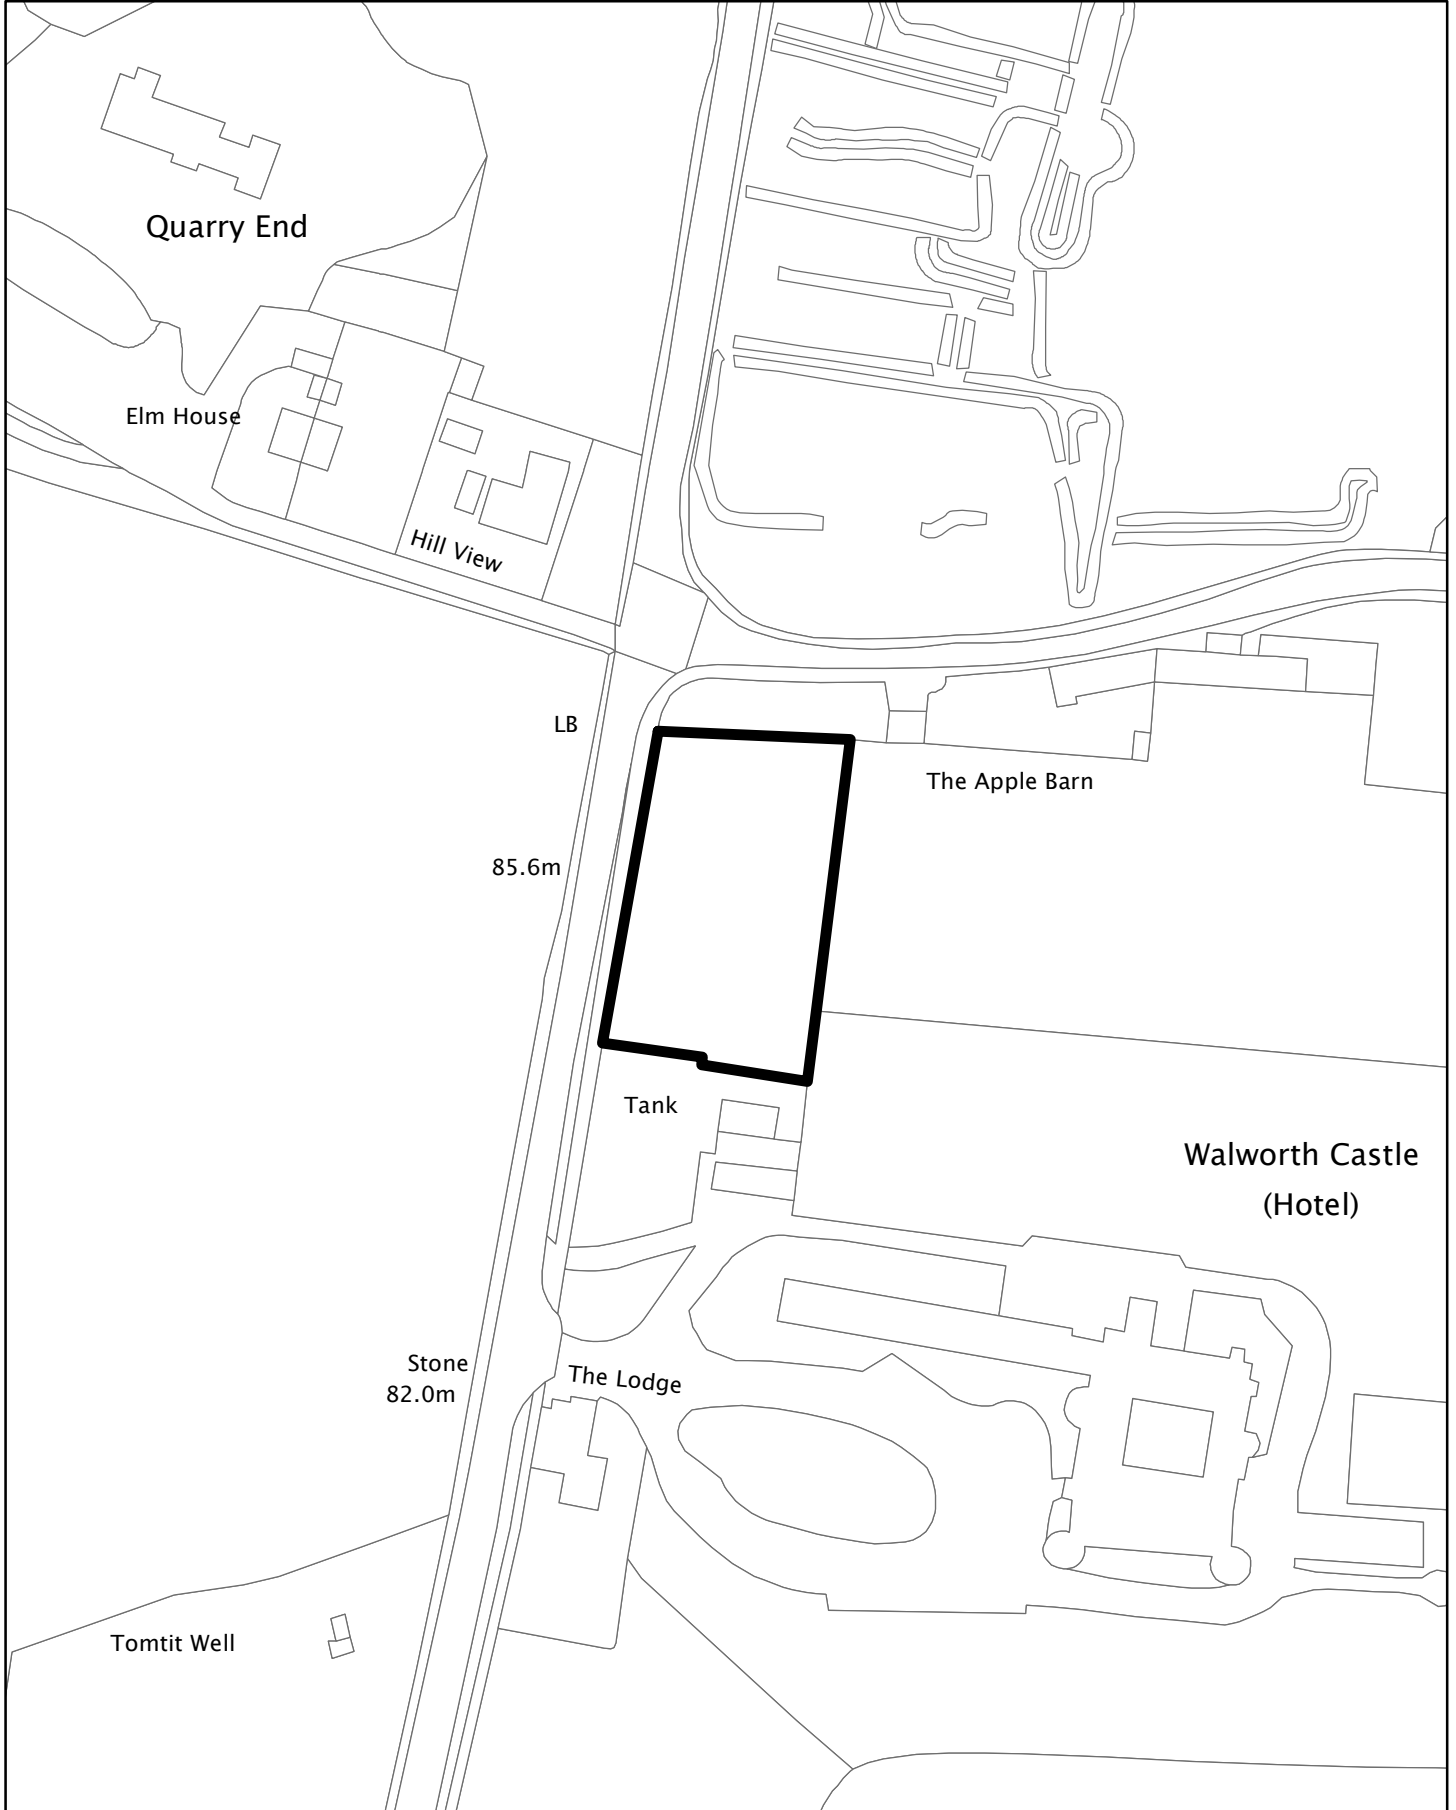 Quarry End
Elm House
Hill View
LB
The Apple Barn
85.6m
Tank
Walworth Castle
(Hotel)
Stone
82.0m
The Lodge
Tomtit Well